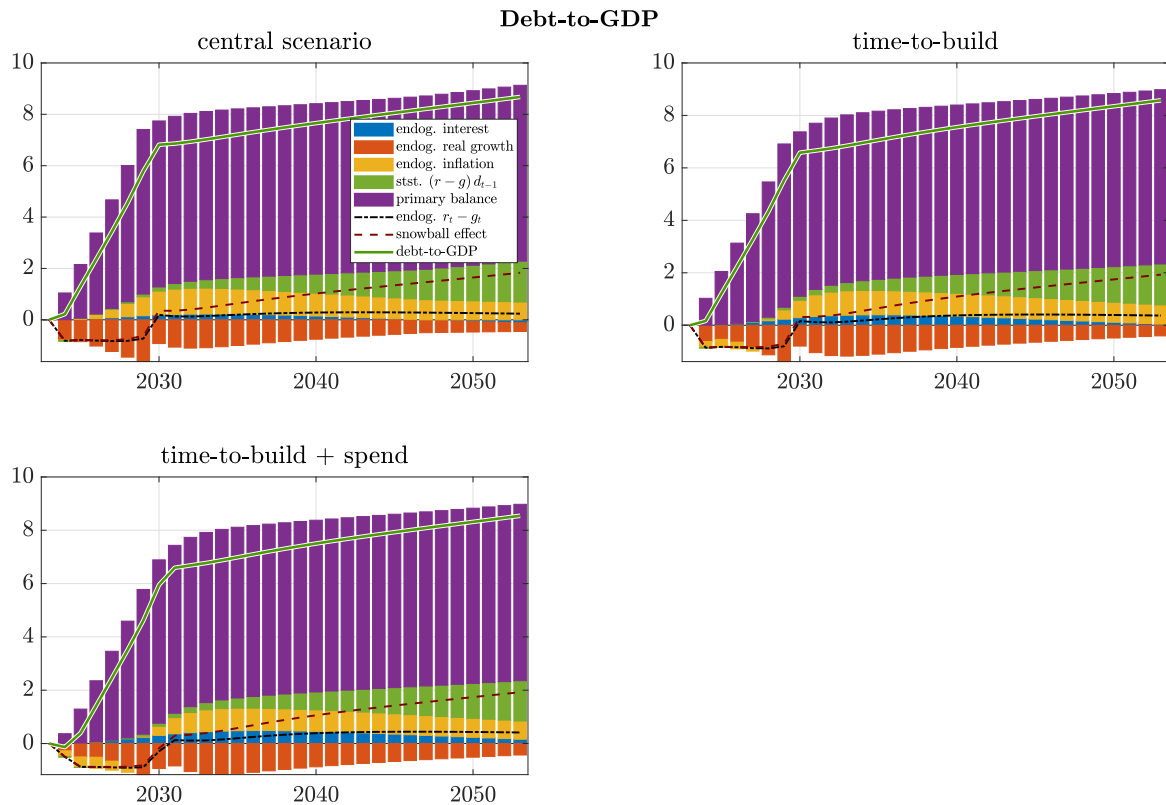 Debt-to-GDP
central scenario
10
8
6
4
2
0
2030
2040
2050
endog. interest
endog. real growth
endog. inflation
stst. (r − g) d_{t−1}
primary balance
endog. r_t − g_t
snowball effect
debt-to-GDP
time-to-build
10
8
6
4
2
0
2030
2040
2050
time-to-build + spend
10
8
6
4
2
0
2030
2040
2050